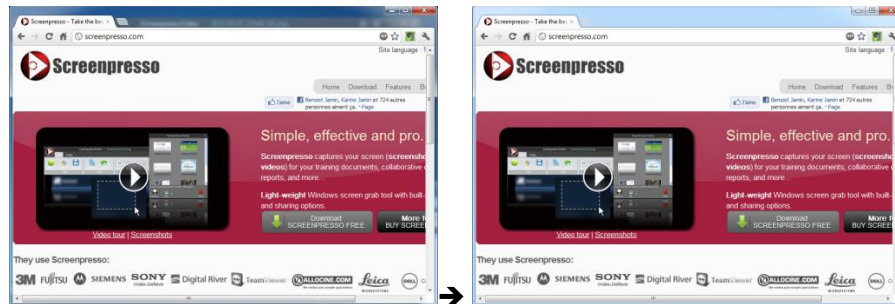 Screenpresso - Take the bes
screenpresso.com
Site language :
Screenpresso
Home Download Features
J'aime Benoet Jamin, Karine Jamin et 724 autres
personnes aiment ça. · Page
Simple, effective and pro.
Screenpresso captures your screen (screensho
videos) for your training documents, collaborative
reports, and more...
Light-weight Windows screen grab tool with built-
and sharing options.
Download
SCREENPRESSO FREE
More f
BUY SCREE
Video tour | Screenshots
They use Screenpresso:
3M FUJITSU SIEMENS SONY Digital River TeamViewer ALLOCINE.COM Leica DELL
➔
Screenpresso - Take the bes
screenpresso.com
Site language :
Screenpresso
Home Download Features
J'aime Benoet Jamin, Karine Jamin et 724 autres
personnes aiment ça. · Page
Simple, effective and pro.
Screenpresso captures your screen (screensho
videos) for your training documents, collaborative
reports, and more...
Light-weight Windows screen grab tool with built-
and sharing options.
Download
SCREENPRESSO FREE
More f
BUY SCREE
Video tour | Screenshots
They use Screenpresso:
3M FUJITSU SIEMENS SONY Digital River TeamViewer ALLOCINE.COM Leica DELL